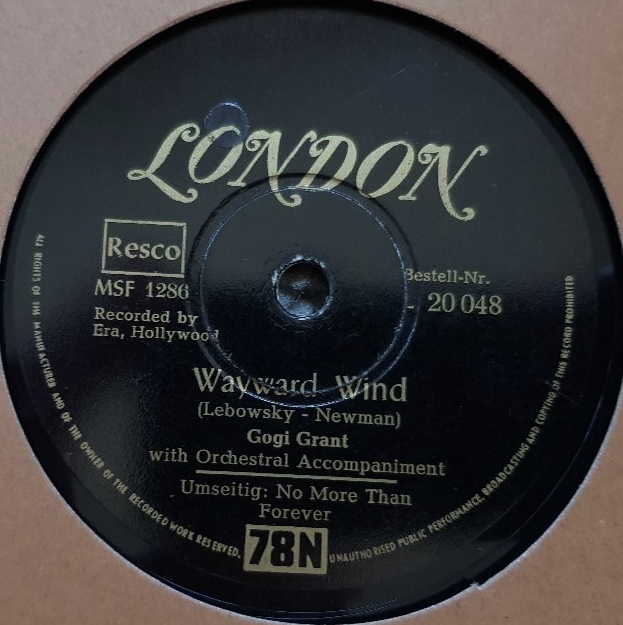 LONDON
Resco
MSF 1286
Bestell-Nr.
- 20 048
Recorded by
Era, Hollywood
Wayward Wind
(Lebowsky - Newman)
Gogi Grant
with Orchestral Accompaniment
Umseitig: No More Than
Forever
78N
ALL RIGHTS OF THE MANUFACTURER AND OF THE OWNER OF THE RECORDED WORK RESERVED, UNAUTHORISED PUBLIC PERFORMANCE, BROADCASTING AND COPYING OF THIS RECORD PROHIBITED